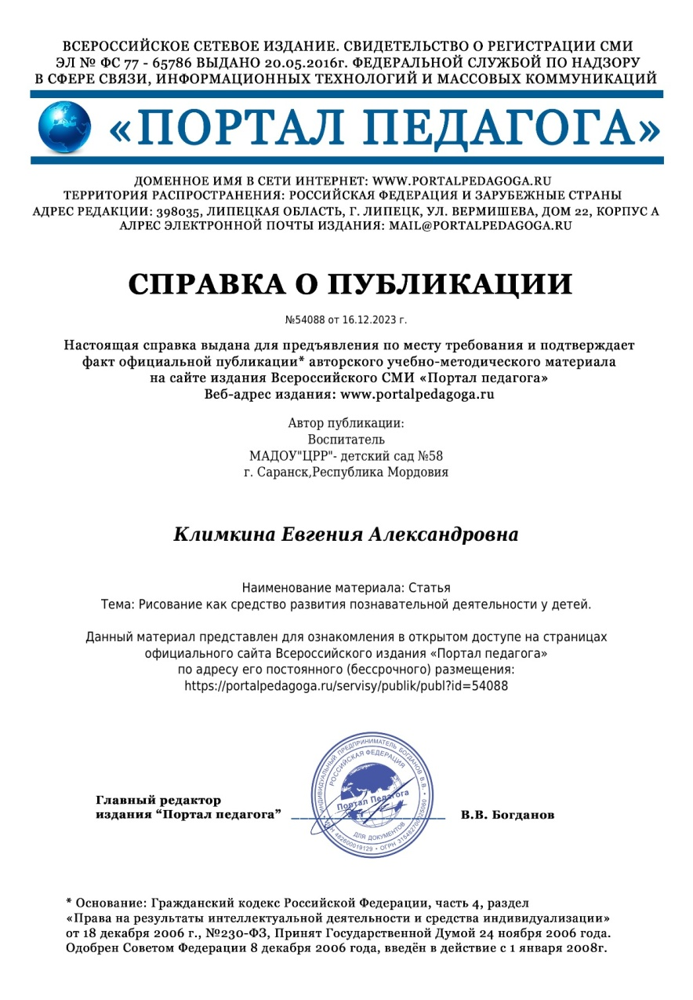 ВСЕРОССИЙСКОЕ СЕТЕВОЕ ИЗДАНИЕ. СВИДЕТЕЛЬСТВО О РЕГИСТРАЦИИ СМИ
ЭЛ № ФС 77 - 65786 ВЫДАНО 20.05.2016г. ФЕДЕРАЛЬНОЙ СЛУЖБОЙ ПО НАДЗОРУ
В СФЕРЕ СВЯЗИ, ИНФОРМАЦИОННЫХ ТЕХНОЛОГИЙ И МАССОВЫХ КОММУНИКАЦИЙ
«ПОРТАЛ ПЕДАГОГА»
ДОМЕННОЕ ИМЯ В СЕТИ ИНТЕРНЕТ: WWW.PORTALPEDAGOGA.RU
ТЕРРИТОРИЯ РАСПРОСТРАНЕНИЯ: РОССИЙСКАЯ ФЕДЕРАЦИЯ И ЗАРУБЕЖНЫЕ СТРАНЫ
АДРЕС РЕДАКЦИИ: 398035, ЛИПЕЦКАЯ ОБЛАСТЬ, Г. ЛИПЕЦК, УЛ. ВЕРМИШЕВА, ДОМ 22, КОРПУС А
АЛРЕС ЭЛЕКТРОННОЙ ПОЧТЫ ИЗДАНИЯ: MAIL@PORTALPEDAGOGA.RU
СПРАВКА О ПУБЛИКАЦИИ
№54088 от 16.12.2023 г.
Настоящая справка выдана для предъявления по месту требования и подтверждает
факт официальной публикации* авторского учебно-методического материала
на сайте издания Всероссийского СМИ «Портал педагога»
Веб-адрес издания: www.portalpedagoga.ru
Автор публикации:
Воспитатель
МАДОУ"ЦРР"- детский сад №58
г. Саранск,Республика Мордовия
Климкина Евгения Александровна
Наименование материала: Статья
Тема: Рисование как средство развития познавательной деятельности у детей.
Данный материал представлен для ознакомления в открытом доступе на страницах
официального сайта Всероссийского издания «Портал педагога»
по адресу его постоянного (бессрочного) размещения:
https://portalpedagoga.ru/servisy/publik/publ?id=54088
ИНДИВИДУАЛЬНЫЙ ПРЕДПРИНИМАТЕЛЬ БОГДАНОВ В.В.
РОССИЙСКАЯ ФЕДЕРАЦИЯ
Портал Педагога
ДЛЯ ДОКУМЕНТОВ
ИНН 482600019129 • ОГРН 315482700025060
Главный редактор
издания “Портал педагога”
В.В. Богданов
* Основание: Гражданский кодекс Российской Федерации, часть 4, раздел
«Права на результаты интеллектуальной деятельности и средства индивидуализации»
от 18 декабря 2006 г., №230-ФЗ, Принят Государственной Думой 24 ноября 2006 года.
Одобрен Советом Федерации 8 декабря 2006 года, введён в действие с 1 января 2008г.